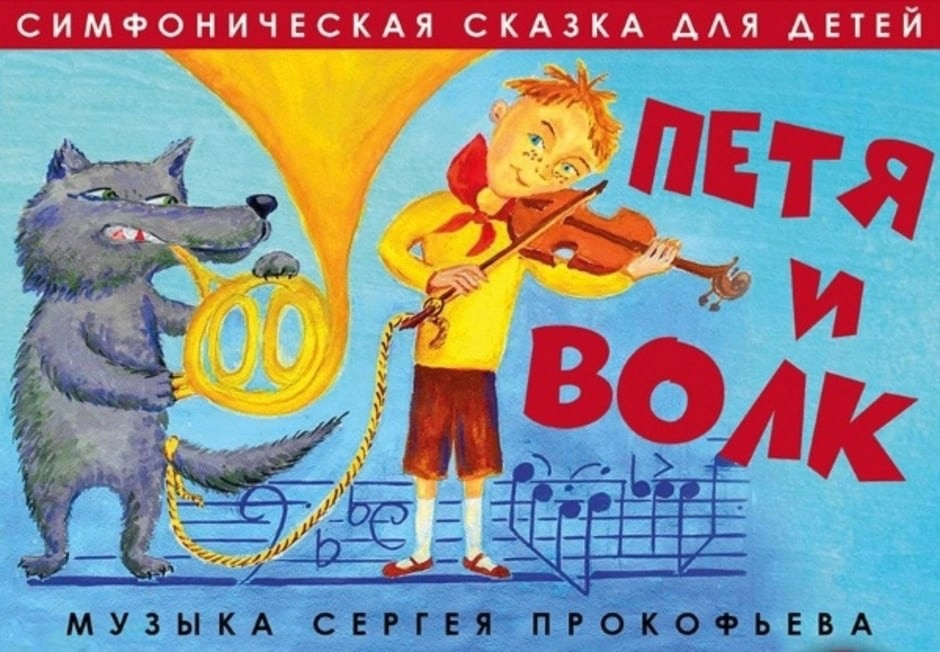 СИМФОНИЧЕСКАЯ СКАЗКА ДЛЯ ДЕТЕЙ
ПЕТЯ
И
ВОЛК
МУЗЫКА СЕРГЕЯ ПРОКОФЬЕВА